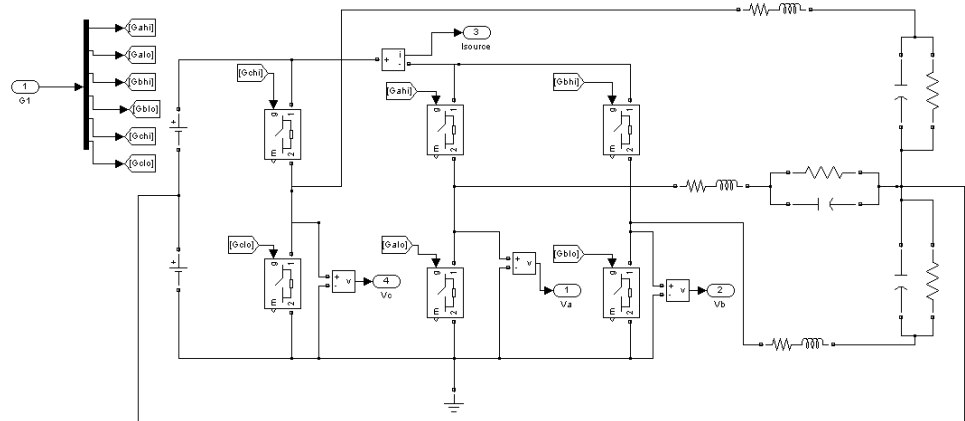 [Gahi]
[Galo]
[Gbhi]
[Gblo]
[Gchi]
[Gclo]
1
G1
3
Isource
+
i
-
[Gchi]
[Gahi]
[Gbhi]
g
1
m
2
g
1
m
2
g
1
m
2
+
+
[Gclo]
[Galo]
[Gblo]
g
1
m
2
g
1
m
2
g
1
m
2
+
-
v
4
Vc
+
-
v
1
Va
+
-
v
2
Vb